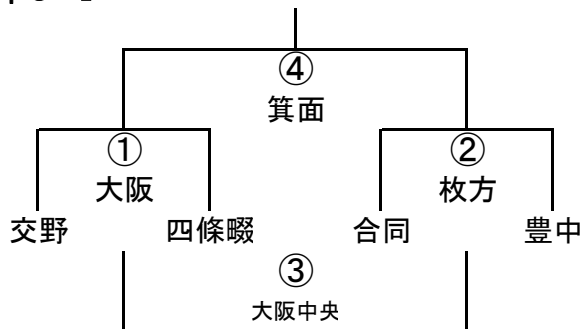 ④
箕面
① ②
大阪 枚方
交野 四條畷 合同 豊中
③
大阪中央